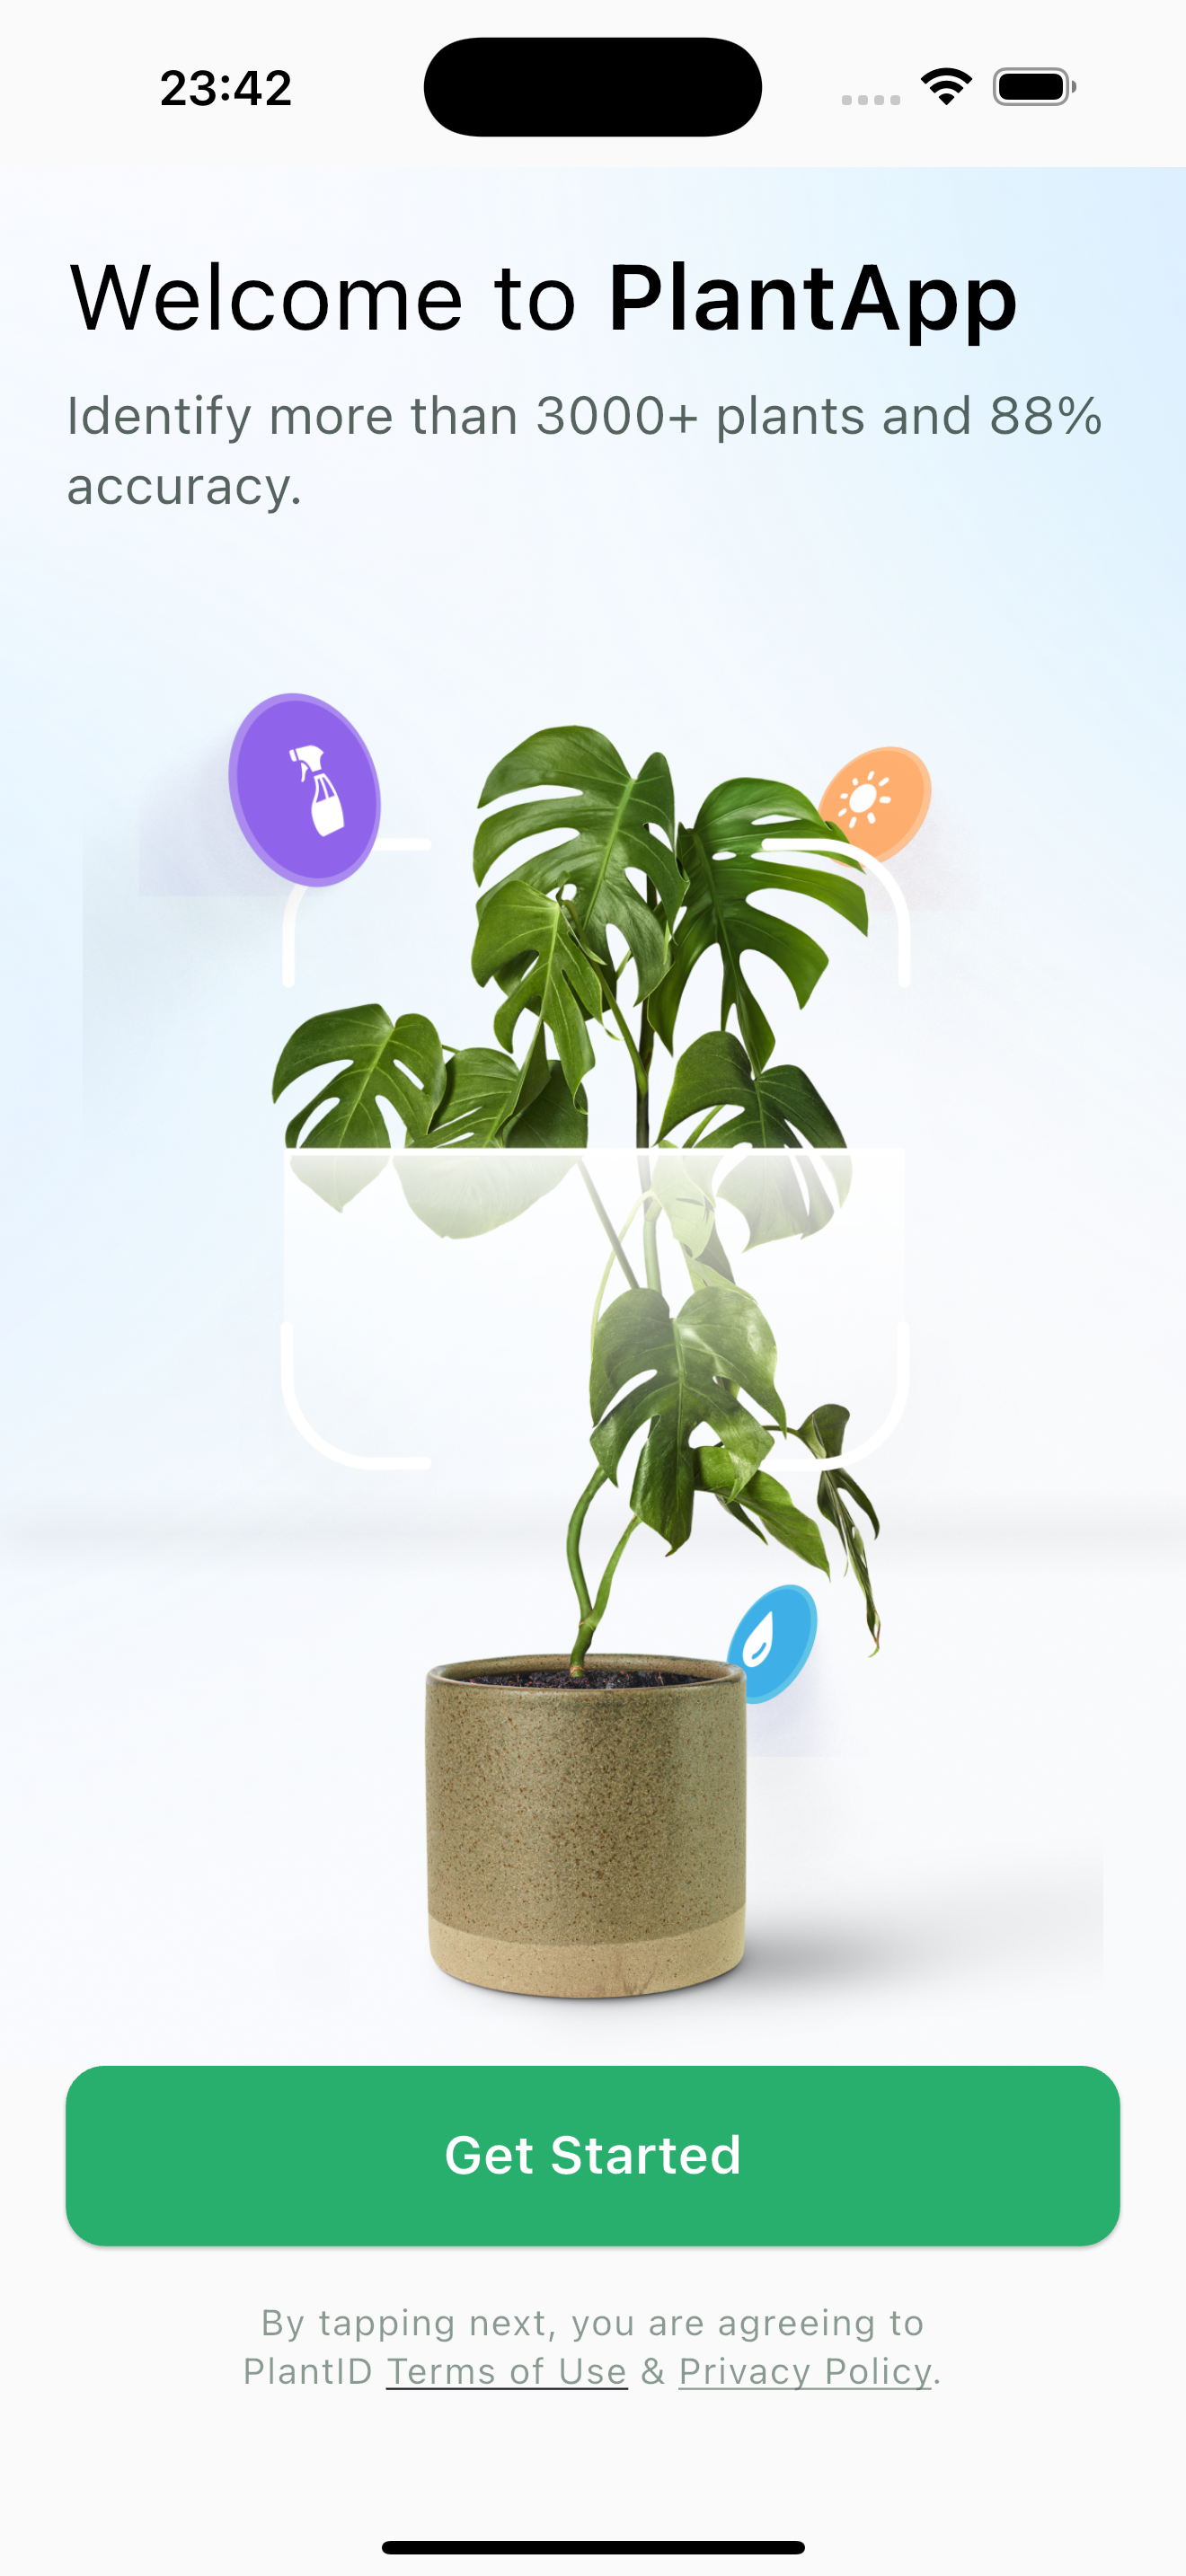 23:42
Welcome to PlantApp
Identify more than 3000+ plants and 88%
accuracy.
Get Started
By tapping next, you are agreeing to
PlantID Terms of Use & Privacy Policy.